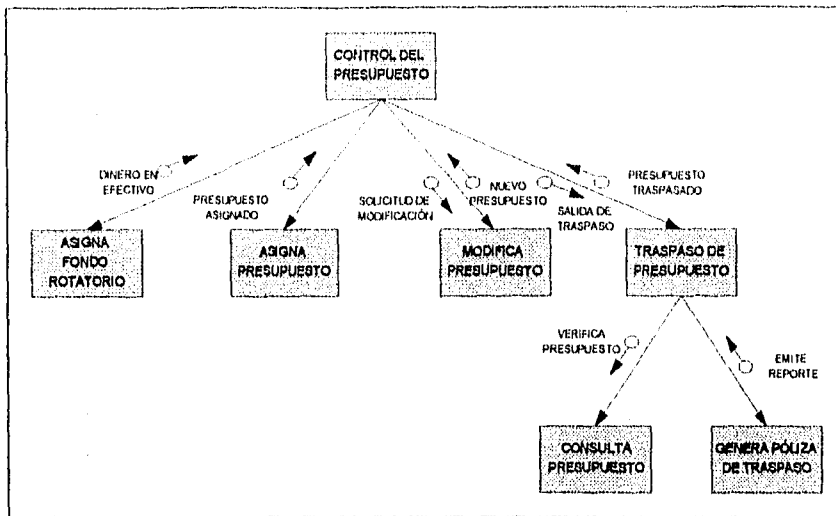 CONTROL DEL
PRESUPUESTO
DINERO EN
EFECTIVO
PRESUPUESTO
ASIGNADO
SOLICITUD DE
MODIFICACIÓN
NUEVO
PRESUPUESTO
SALIDA DE
TRASPASO
PRESUPUESTO
TRASPASADO
ASIGNA
FONDO
ROTATORIO
ASIGNA
PRESUPUESTO
MODIFICA
PRESUPUESTO
TRASPASO DE
PRESUPUESTO
VERIFICA
PRESUPUESTO
EMITE
REPORTE
CONSULTA
PRESUPUESTO
GENERA PÓLIZA
DE TRASPASO